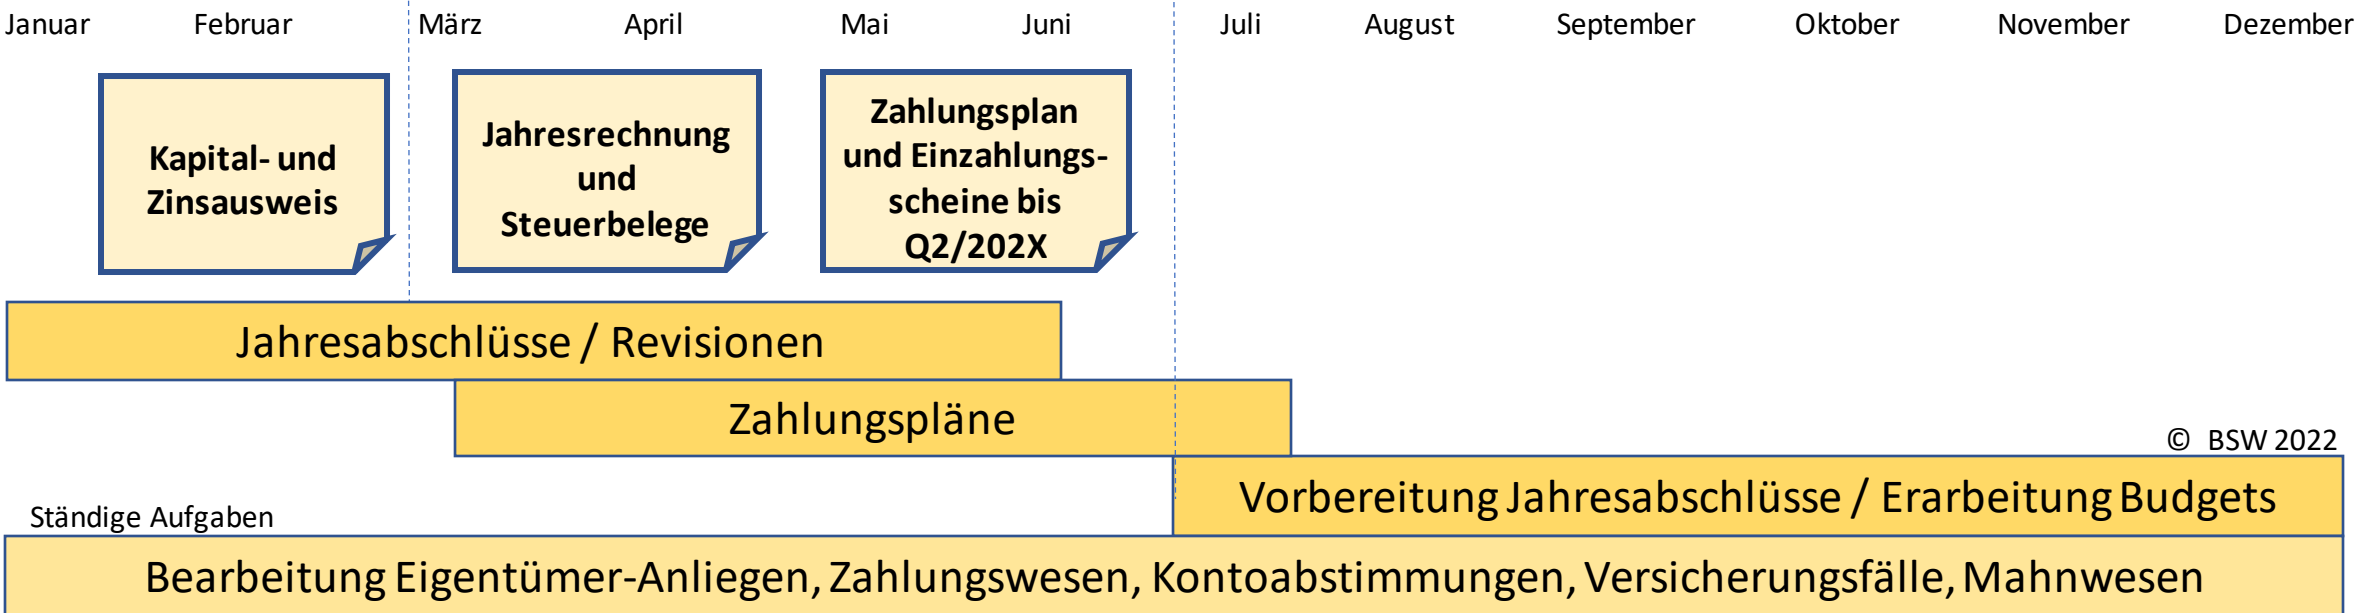 Januar Februar März April Mai Juni Juli August September Oktober November Dezember
Kapital- und
Zinsausweis
Jahresrechnung
und
Steuerbelege
Zahlungsplan
und Einzahlungs-
scheine bis
Q2/202X
Jahresabschlüsse / Revisionen
Zahlungspläne
© BSW 2022
Vorbereitung Jahresabschlüsse / Erarbeitung Budgets
Ständige Aufgaben
Bearbeitung Eigentümer-Anliegen, Zahlungswesen, Kontoabstimmungen, Versicherungsfälle, Mahnwesen